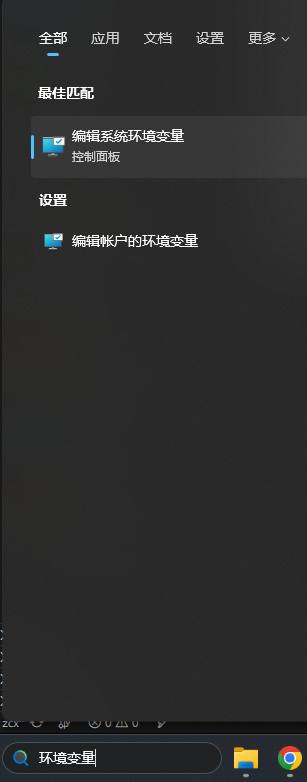 全部 应用 文档 设置 更多
最佳匹配
编辑系统环境变量
控制面板
设置
编辑帐户的环境变量
zcx 0 0
环境变量